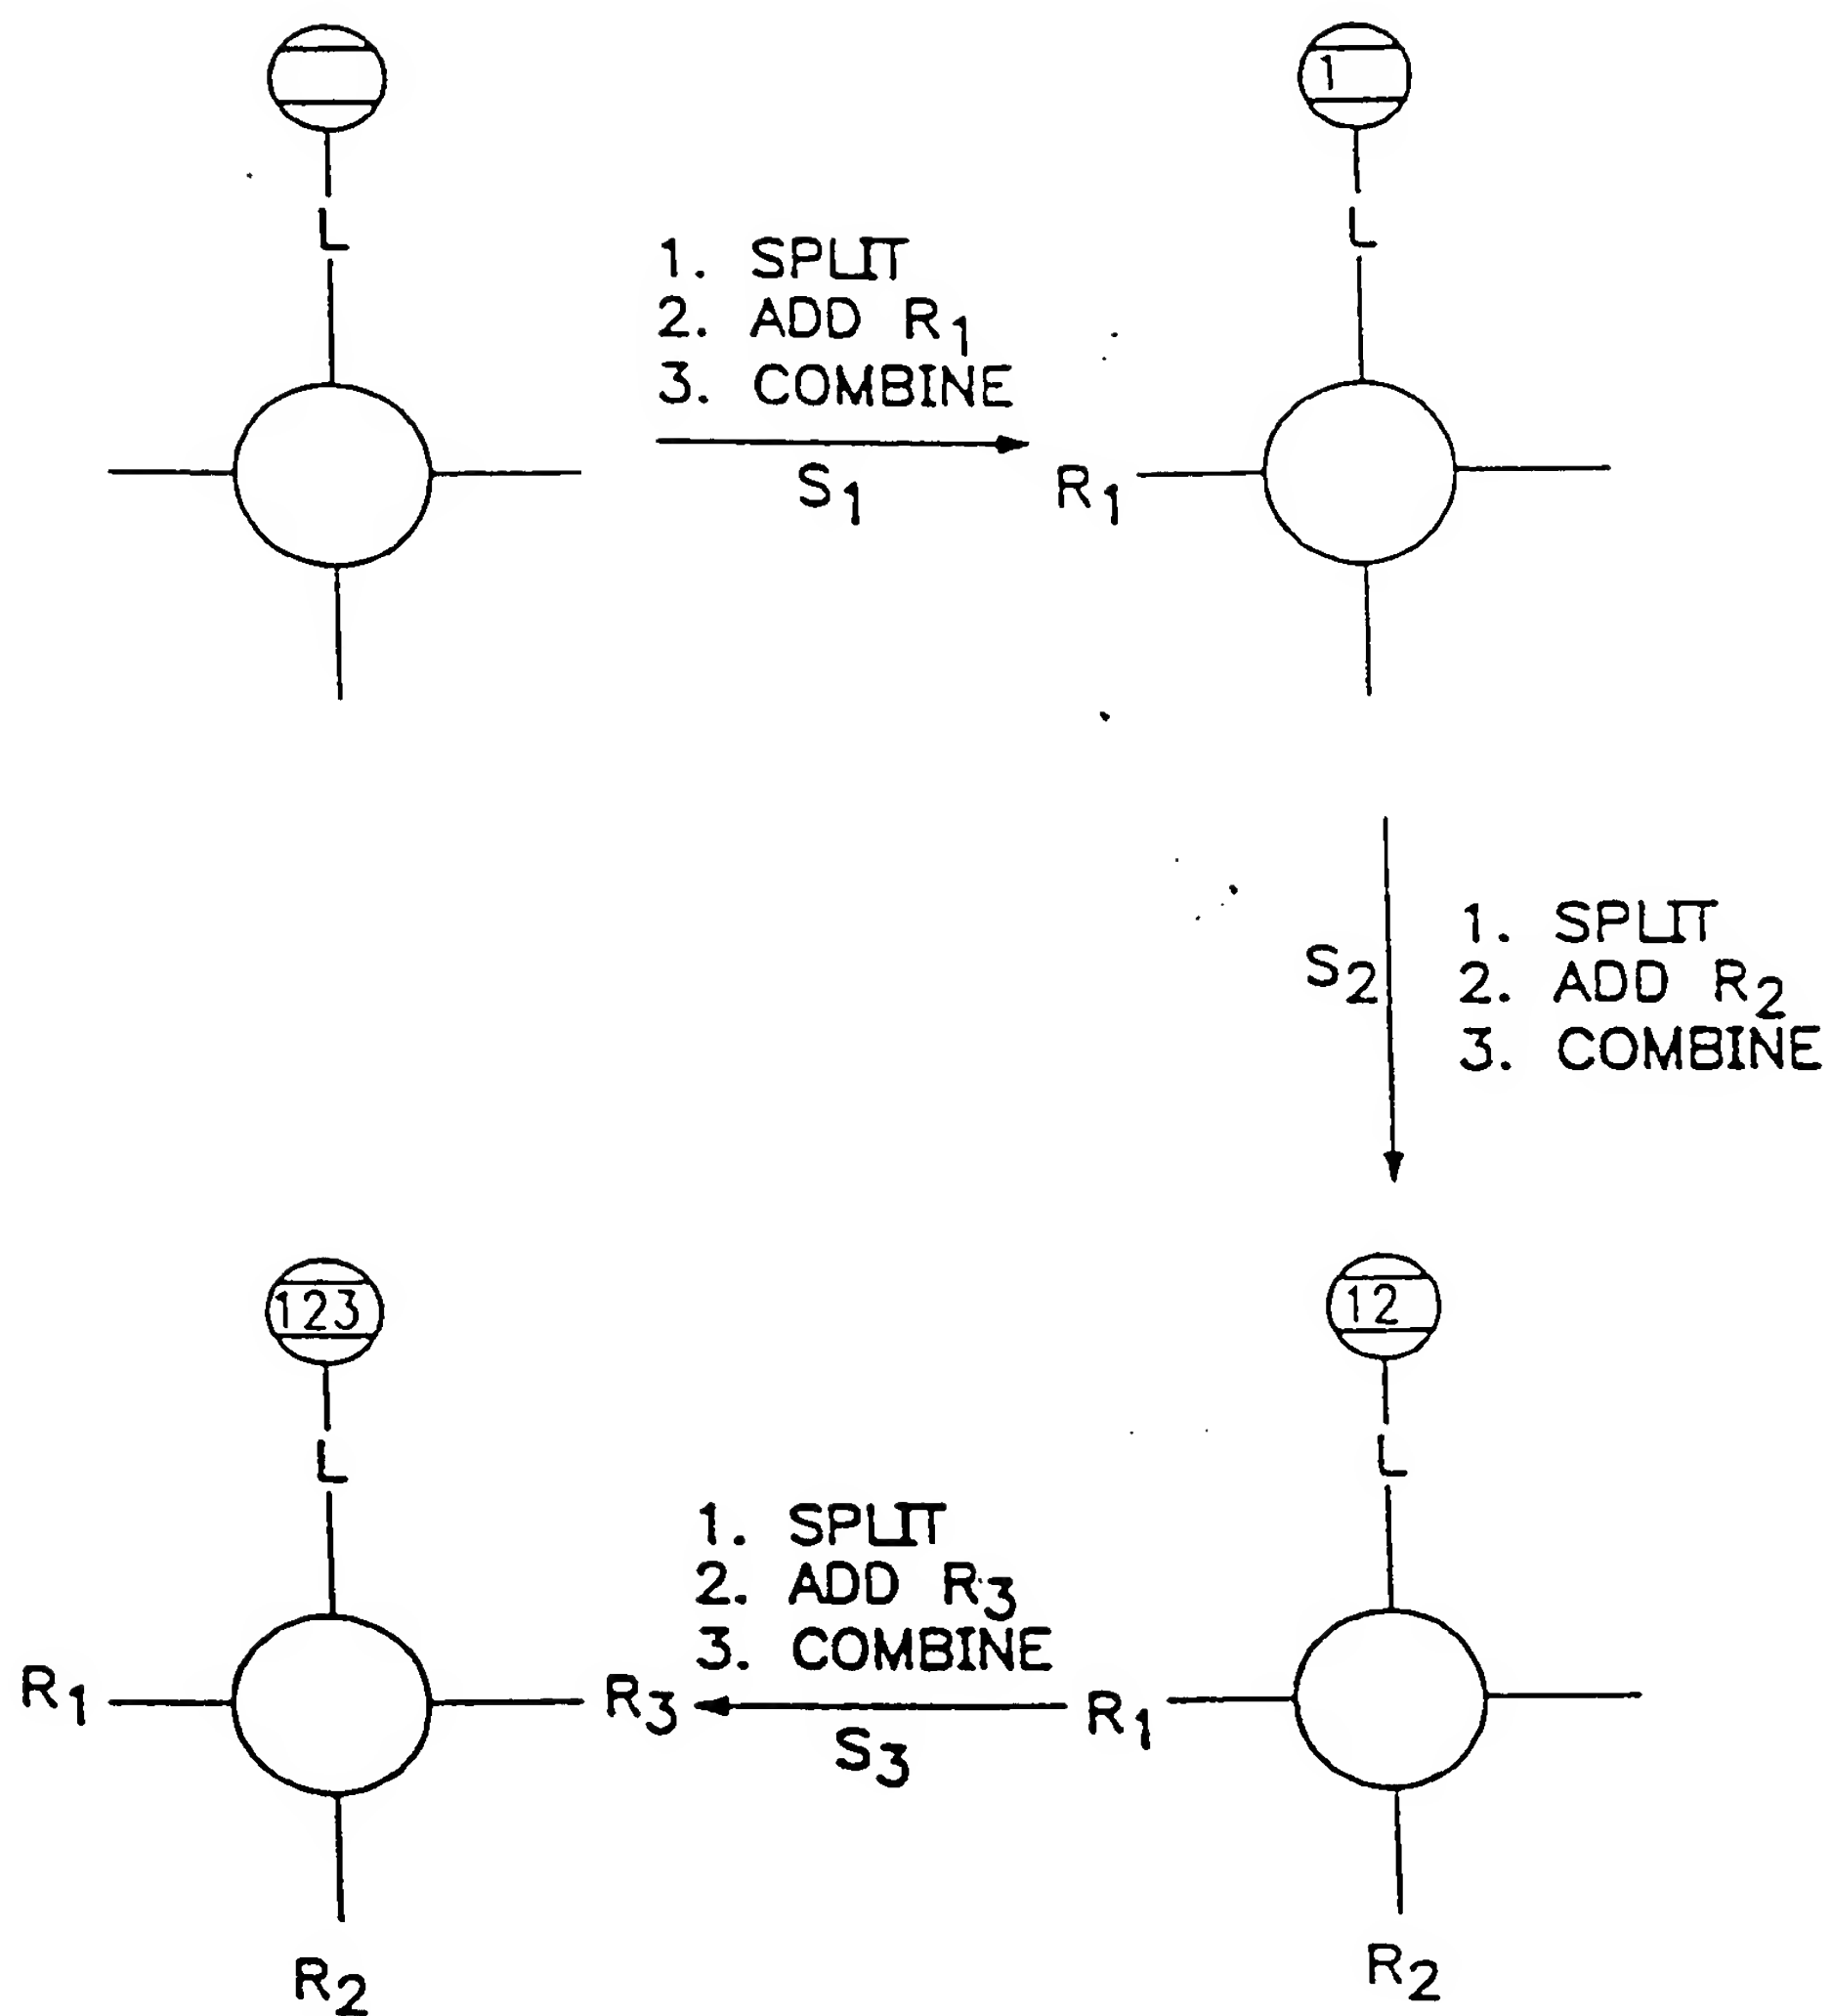 1
L
L
1. SPLIT
2. ADD R1
3. COMBINE
S1
R1
S2
1. SPLIT
2. ADD R2
3. COMBINE
123
12
L
L
1. SPLIT
2. ADD R3
3. COMBINE
R1
R3
S3
R1
R2
R2